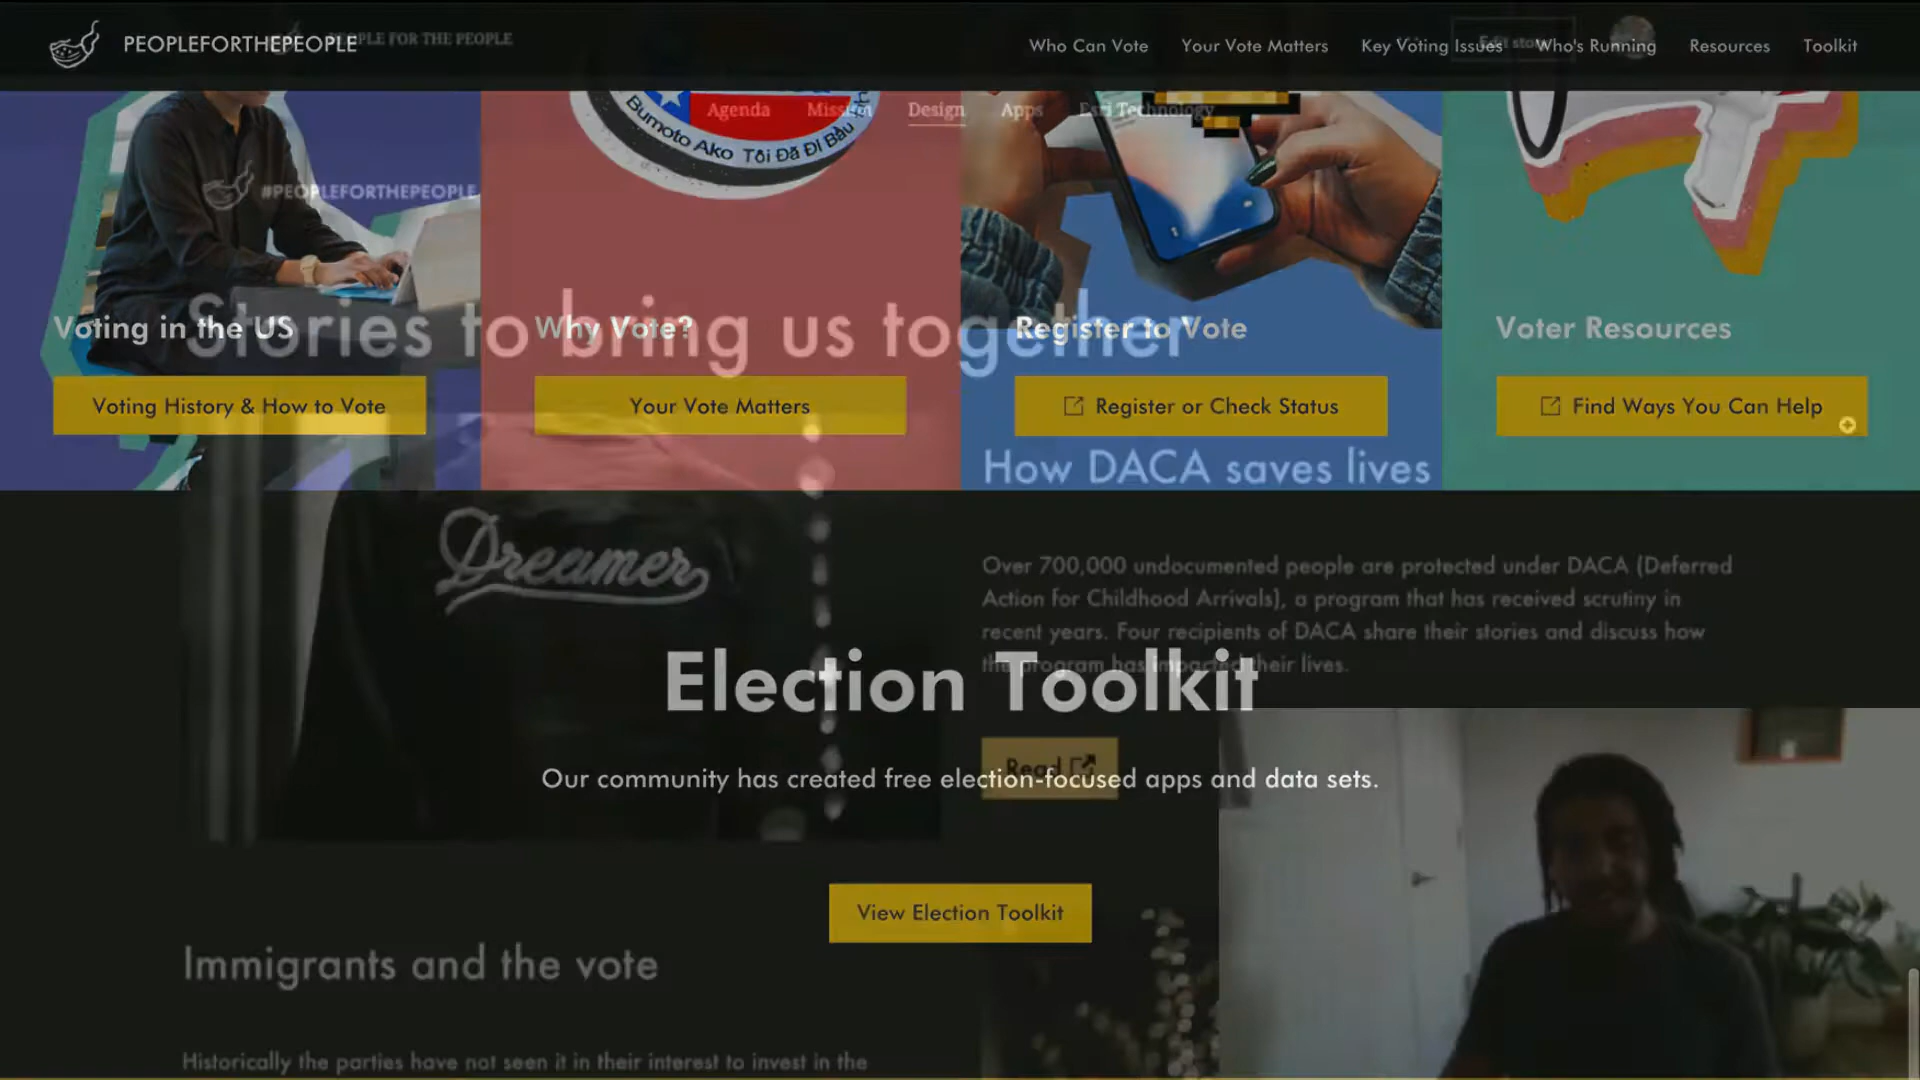 PEOPLEFORTHEPEOPLE
PEOPLE FOR THE PEOPLE
Who Can Vote
Your Vote Matters
Key Voting Issues
Who's Running
Resources
Toolkit
Agenda
Mission
Design
Apps
Esri Technology
Bumoto Ako Tôi Đã Đi Bầu
#PEOPLEFORTHEPEOPLE
Stories to bring us together
Voting in the US
Why Vote?
Register to Vote
Voter Resources
Voting History & How to Vote
Your Vote Matters
Register or Check Status
Find Ways You Can Help
How DACA saves lives
Dreamer
Over 700,000 undocumented people are protected under DACA (Deferred
Action for Childhood Arrivals), a program that has received scrutiny in
recent years. Four recipients of DACA share their stories and discuss how
the program has impacted their lives.
Election Toolkit
Read
Our community has created free election-focused apps and data sets.
View Election Toolkit
Immigrants and the vote
Historically the parties have not seen it in their interest to invest in the